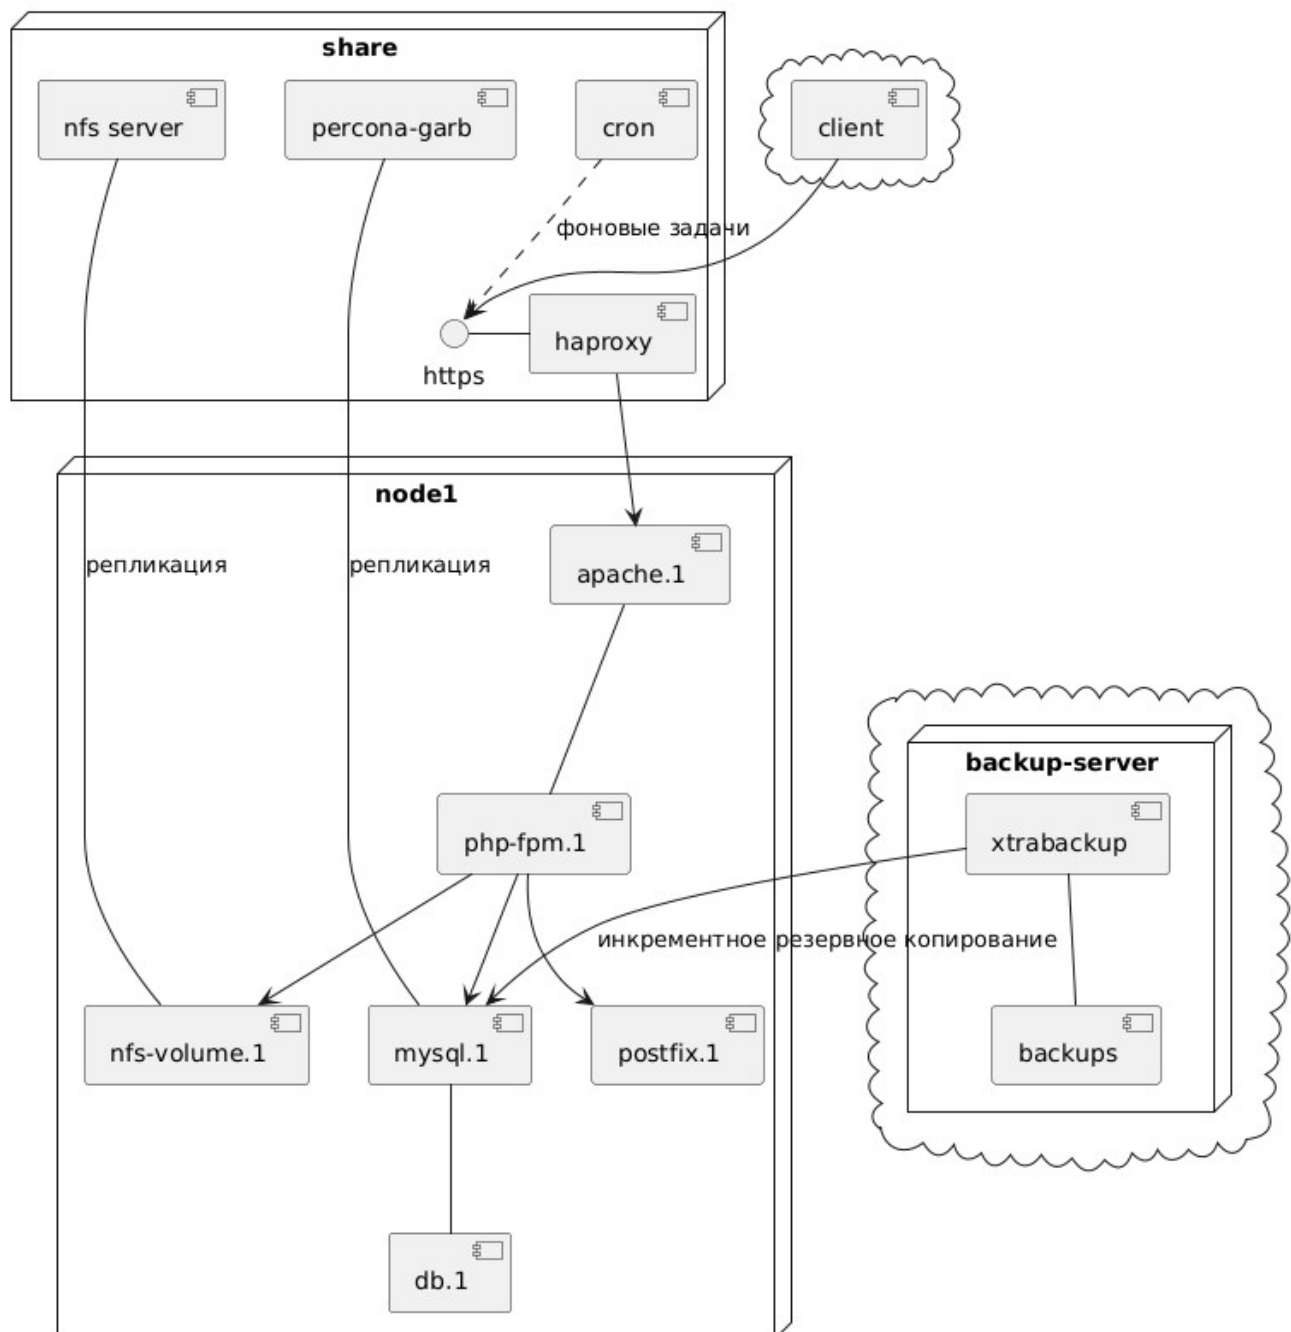 share
nfs server
percona-garb
cron
client
фоновые задачи
haproxy
https
node1
репликация
репликация
apache.1
backup-server
php-fpm.1
xtrabackup
инкрементное резервное копирование
nfs-volume.1
mysql.1
postfix.1
backups
db.1